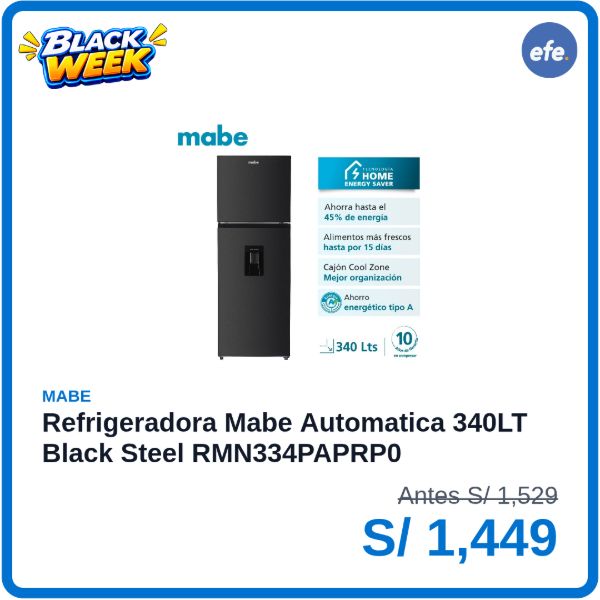 BLACK
WEEK
efe.
mabe
mabe
TECNOLOGÍA
HOME
ENERGY SAVER
Ahorra hasta el
45% de energía
Alimentos más frescos
hasta por 15 días
Cajón Cool Zone
Mejor organización
Ahorro
energético tipo A
340 Lts
10
MABE
Refrigeradora Mabe Automatica 340LT
Black Steel RMN334PAPRP0
Antes S/ 1,529
S/ 1,449